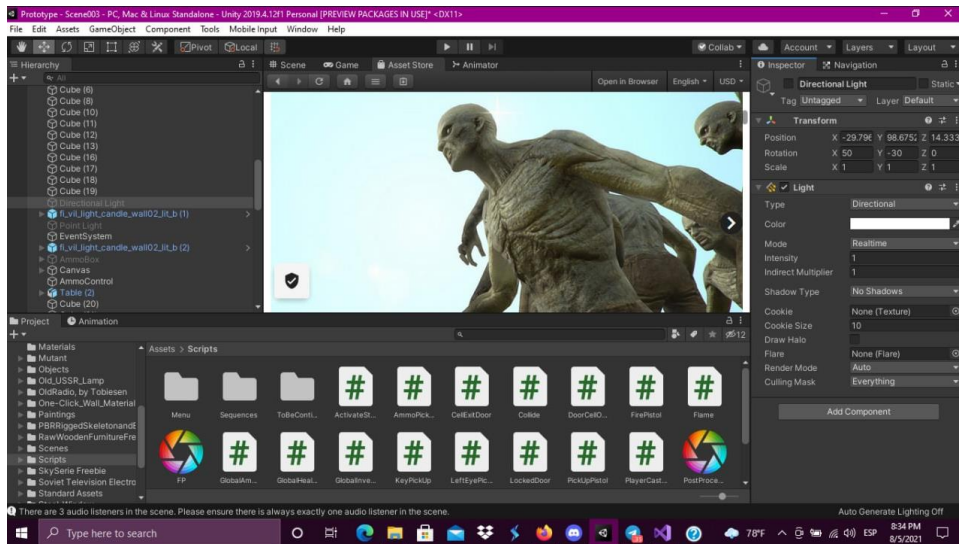 Prototype - Scene003 - PC, Mac & Linux Standalone - Unity 2019.4.12f1 Personal [PREVIEW PACKAGES IN USE]* <DX11>
File Edit Assets GameObject Component Tools Mobile Input Window Help
Pivot Local Collab Account Layers Layout
Hierarchy
Scene Game Asset Store Animator
Inspector Navigation
All
Open in Browser English USD
Cube (6)
Cube (8)
Cube (10)
Cube (11)
Cube (12)
Cube (13)
Cube (16)
Cube (17)
Cube (18)
Cube (19)
Directional Light
fi_vil_light_candle_wall02_lit_b (1)
Point Light
EventSystem
fi_vil_light_candle_wall02_lit_b (2)
AmmoBox
Canvas
AmmoControl
Table (2)
Cube (20)
Directional Light Static
Tag Untagged Layer Default
Transform
Position X -29.796 Y 98.6752 Z 14.333
Rotation X 50 Y -30 Z 0
Scale X 1 Y 1 Z 1
Light
Type Directional
Color
Mode Realtime
Intensity 1
Indirect Multiplier 1
Shadow Type No Shadows
Cookie None (Texture)
Cookie Size 10
Draw Halo
Flare None (Flare)
Render Mode Auto
Culling Mask Everything
Add Component
Project Animation
12
Materials
Mutant
Objects
Old_USSR_Lamp
OldRadio, by Tobiesen
One-Click_Wall_Material
Paintings
PBRRiggedSkeletonandE
RawWoodenFurnitureFre
Scenes
Scripts
SkySerie Freebie
Soviet Television Electro
Standard Assets
Assets > Scripts
Menu Sequences ToBeConti... ActivateSt... AmmoPick... CellExitDoor Collide DoorCellO... FirePistol Flame
FP GlobalAm... GlobalHeal... GlobalInve... KeyPickUp LeftEyePic... LockedDoor PickUpPistol PlayerCast... PostProce...
There are 3 audio listeners in the scene. Please ensure there is always exactly one audio listener in the scene.
Auto Generate Lighting Off
Type here to search
78°F ESP
8:34 PM
8/5/2021